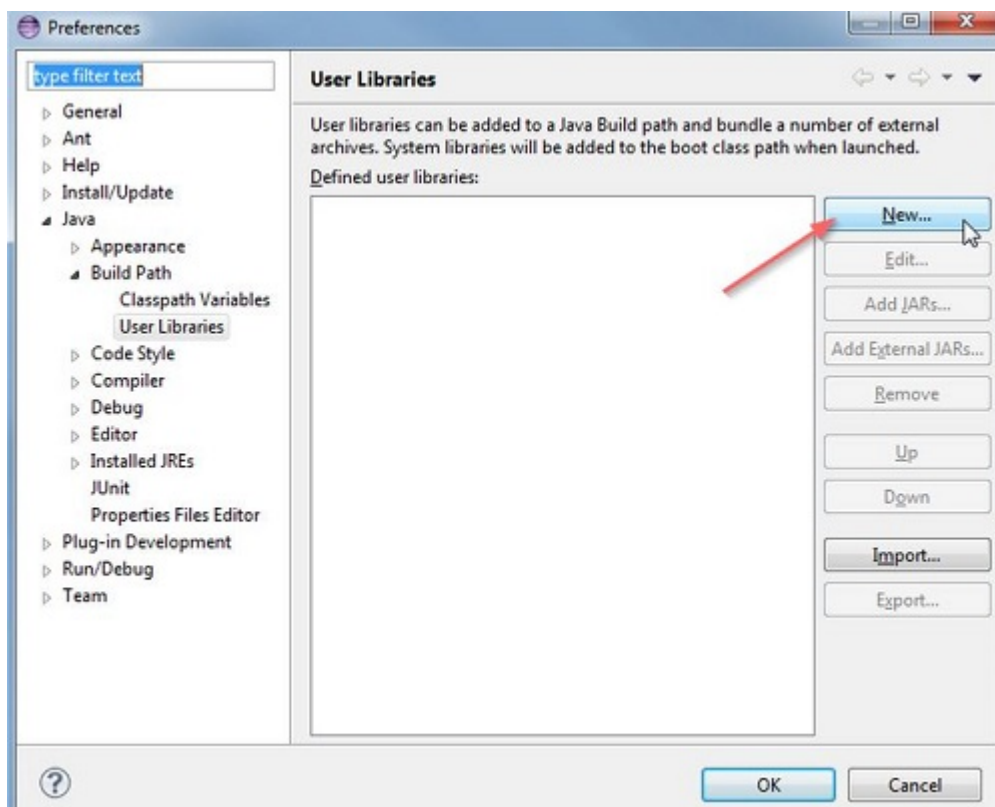 Preferences
type filter text
General
Ant
Help
Install/Update
Java
Appearance
Build Path
Classpath Variables
User Libraries
Code Style
Compiler
Debug
Editor
Installed JREs
JUnit
Properties Files Editor
Plug-in Development
Run/Debug
Team
User Libraries
User libraries can be added to a Java Build path and bundle a number of external
archives. System libraries will be added to the boot class path when launched.
Defined user libraries:
New...
Edit...
Add JARs...
Add External JARs...
Remove
Up
Down
Import...
Export...
?
OK
Cancel